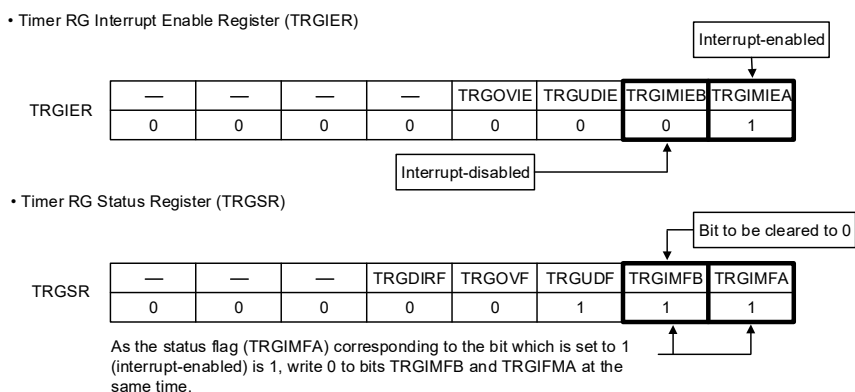 • Timer RG Interrupt Enable Register (TRGIER)
Interrupt-enabled
TRGIER
— — — — TRGOVIE TRGUDIE TRGIMIEB TRGIMIEA
0 0 0 0 0 0 0 1
Interrupt-disabled
• Timer RG Status Register (TRGSR)
Bit to be cleared to 0
TRGSR
— — — TRGDIRF TRGOVF TRGUDF TRGIMFB TRGIMFA
0 0 0 0 0 1 1 1
As the status flag (TRGIMFA) corresponding to the bit which is set to 1
(interrupt-enabled) is 1, write 0 to bits TRGIMFB and TRGIFMA at the
same time.